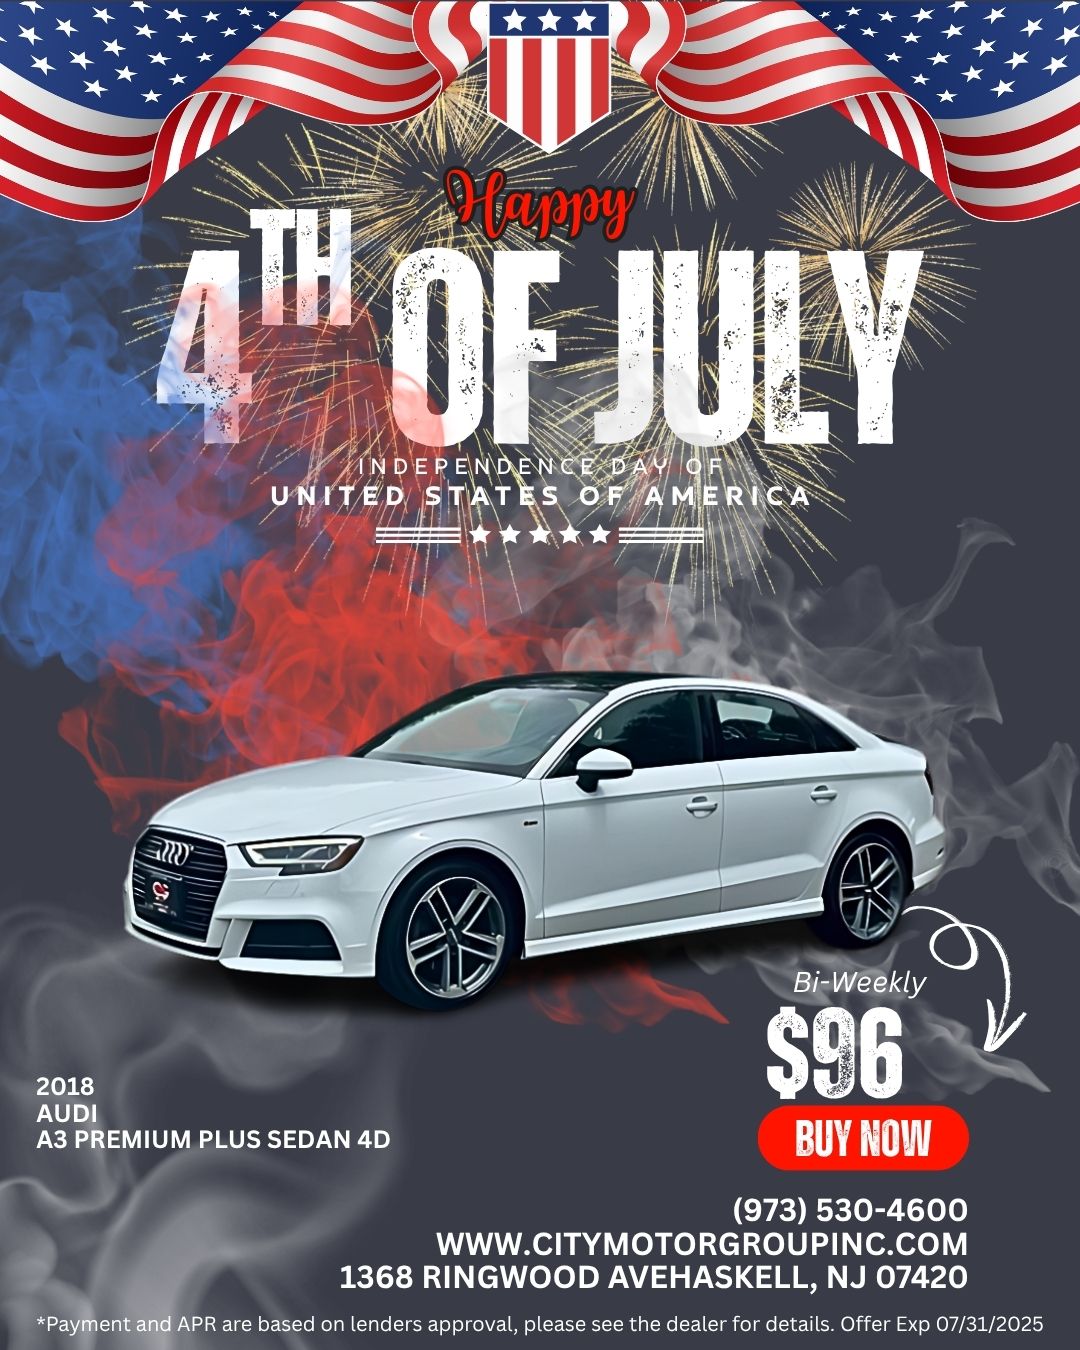 Happy
4TH OF JULY
INDEPENDENCE DAY OF
UNITED STATES OF AMERICA
Bi-Weekly
$96
BUY NOW
2018
AUDI
A3 PREMIUM PLUS SEDAN 4D
(973) 530-4600
WWW.CITYMOTORGROUPINC.COM
1368 RINGWOOD AVEHASKELL, NJ 07420
*Payment and APR are based on lenders approval, please see the dealer for details. Offer Exp 07/31/2025